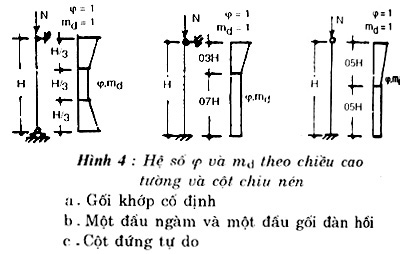 φ = 1
m_d = 1
N
H/3
H/3
H/3
H
φ,m_d
φ = 1
m_d = 1
N
03H
07H
H
φ,m_d
φ = 1
m_d = 1
N
05H
05H
H
φ,m_d
Hình 4 : Hệ số φ và m_d theo chiều cao
tường và cột chịu nén
a. Gối khớp cố định
b. Một đầu ngàm và một đầu gối đàn hồi
c. Cột đứng tự do